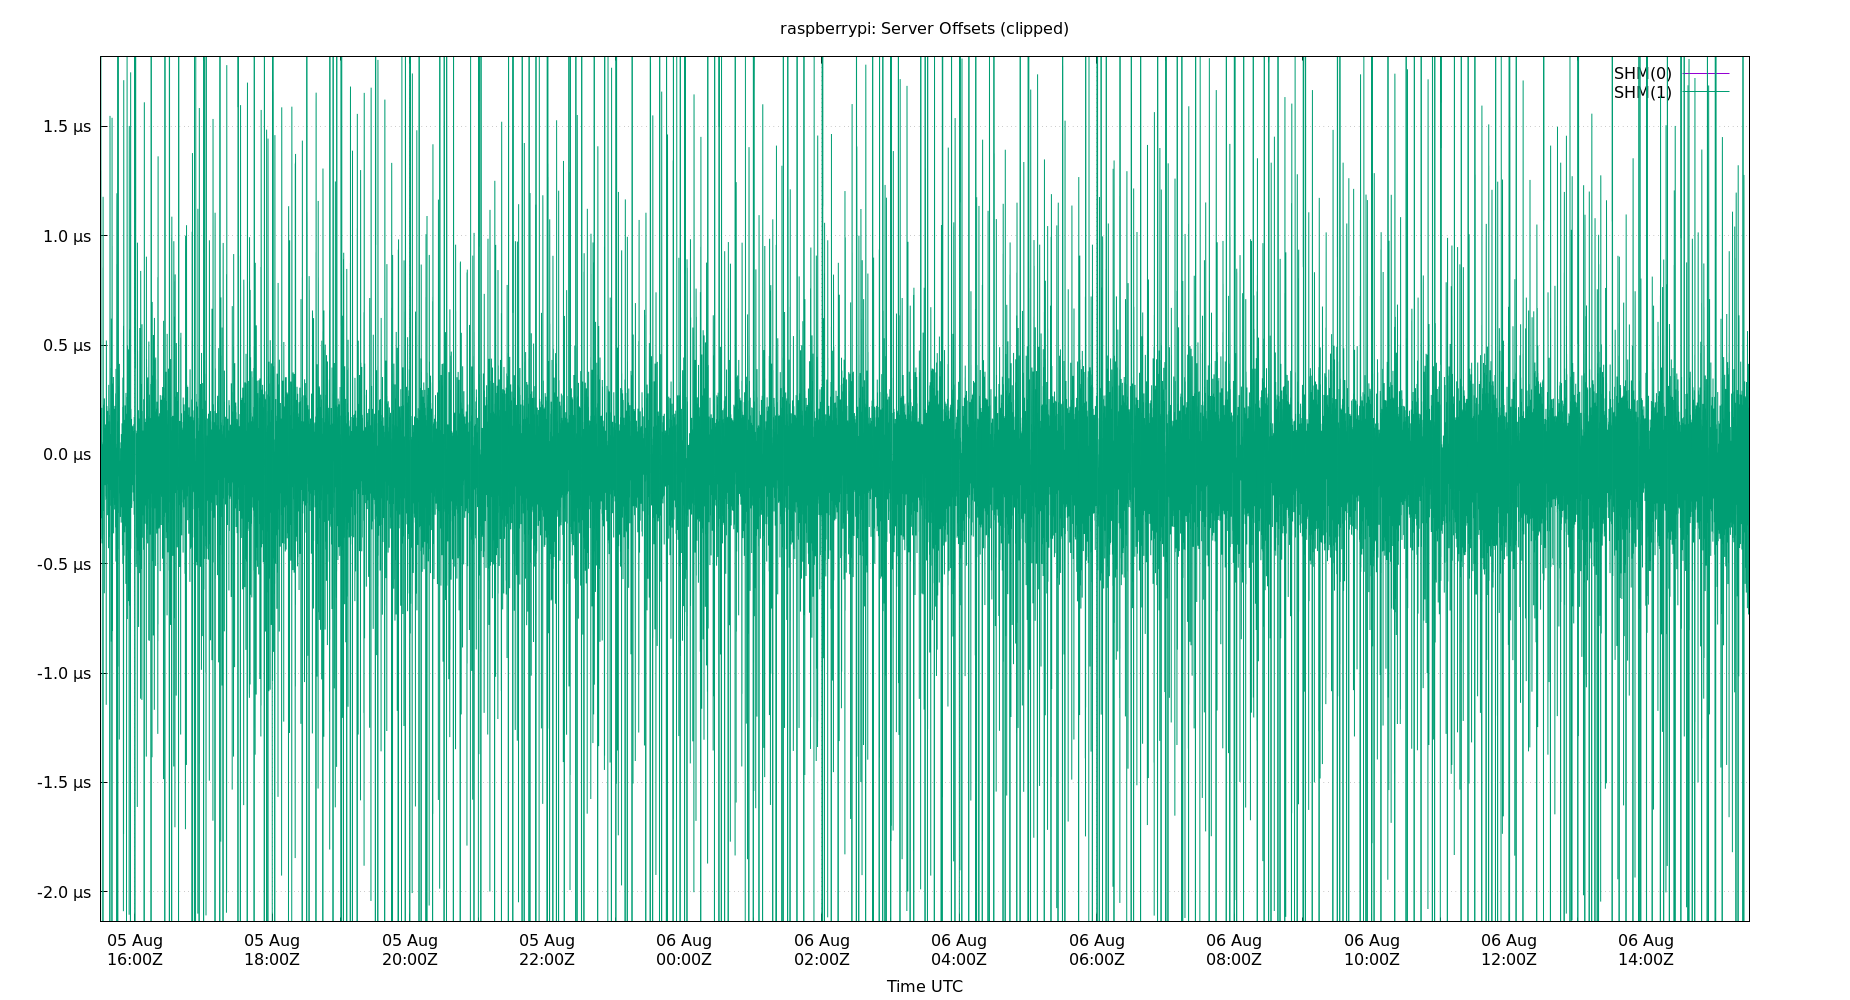 raspberrypi: Server Offsets (clipped)
SHM(0)
SHM(1)
1.5 µs
1.0 µs
0.5 µs
0.0 µs
-0.5 µs
-1.0 µs
-1.5 µs
-2.0 µs
05 Aug 05 Aug 05 Aug 05 Aug 06 Aug 06 Aug 06 Aug 06 Aug 06 Aug 06 Aug 06 Aug 06 Aug
16:00Z 18:00Z 20:00Z 22:00Z 00:00Z 02:00Z 04:00Z 06:00Z 08:00Z 10:00Z 12:00Z 14:00Z
Time UTC